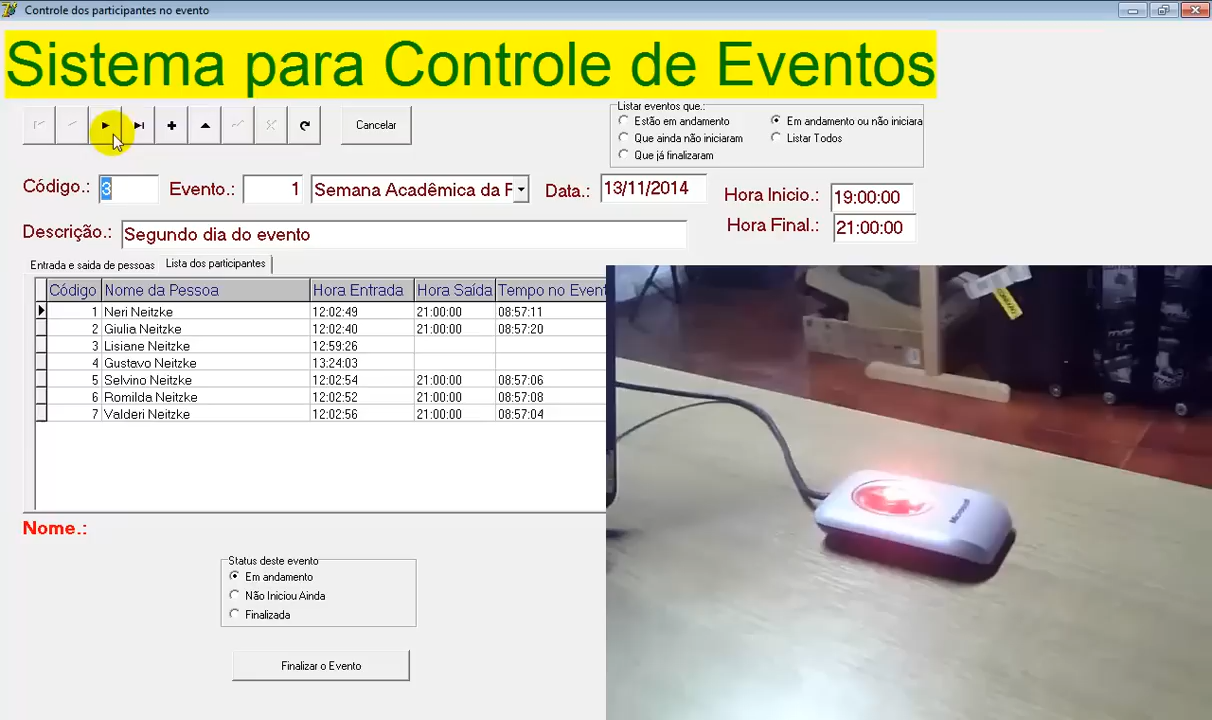 Controle dos participantes no evento
Sistema para Controle de Eventos
Cancelar
Listar eventos que.:
Estão em andamento
Em andamento ou não iniciara
Que ainda não iniciaram
Listar Todos
Que já finalizaram
Código.: 3 Evento.: 1 Semana Acadêmica da F Data.: 13/11/2014 Hora Inicio.: 19:00:00
Hora Final.: 21:00:00
Descrição.: Segundo dia do evento
Entrada e saida de pessoas Lista dos participantes
Código Nome da Pessoa Hora Entrada Hora Saída Tempo no Event
1 Neri Neitzke 12:02:49 21:00:00 08:57:11
2 Giulia Neitzke 12:02:40 21:00:00 08:57:20
3 Lisiane Neitzke 12:59:26
4 Gustavo Neitzke 13:24:03
5 Selvino Neitzke 12:02:54 21:00:00 08:57:06
6 Romilda Neitzke 12:02:52 21:00:00 08:57:08
7 Valderi Neitzke 12:02:56 21:00:00 08:57:04
Microsoft
Nome.:
Status deste evento
Em andamento
Não Iniciou Ainda
Finalizada
Finalizar o Evento